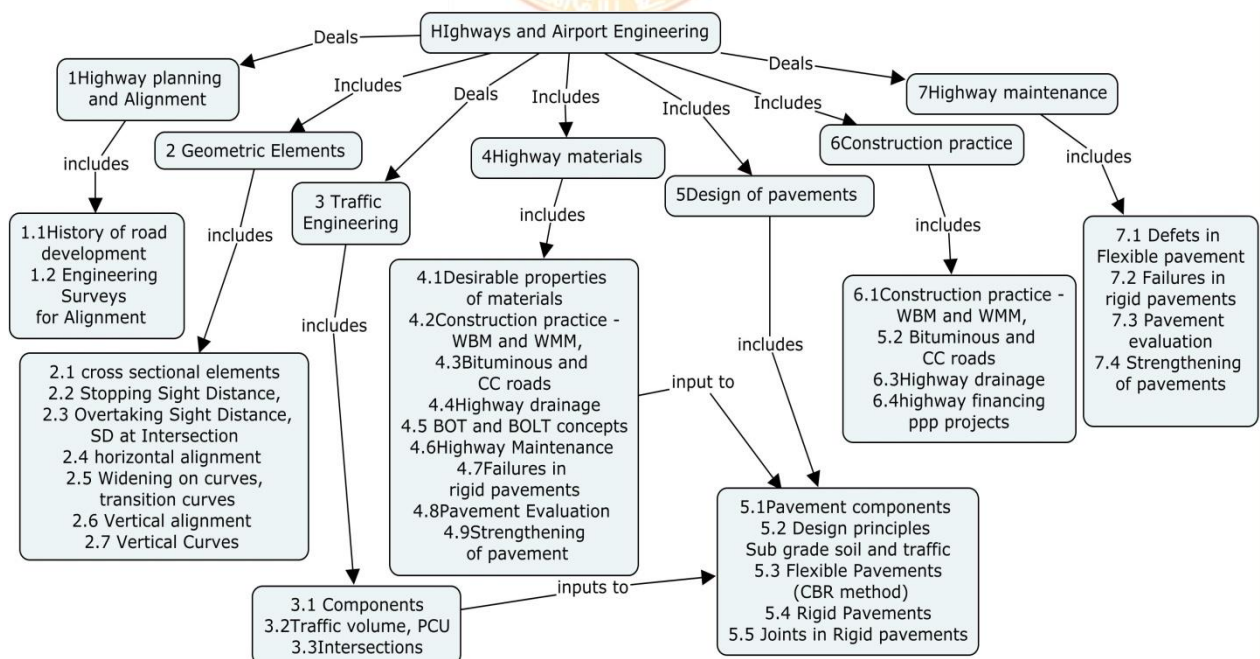 HIghways and Airport Engineering
Deals
Includes
Deals
Includes
Includes
Includes
Deals
1Highway planning
and Alignment
includes
1.1History of road
development
1.2 Engineering
Surveys
for Alignment
2 Geometric Elements
includes
2.1 cross sectional elements
2.2 Stopping Sight Distance,
2.3 Overtaking Sight Distance,
SD at Intersection
2.4 horizontal alignment
2.5 Widening on curves,
transition curves
2.6 Vertical alignment
2.7 Vertical Curves
3 Traffic
Engineering
includes
3.1 Components
3.2Traffic volume, PCU
3.3Intersections
inputs to
4Highway materials
includes
4.1Desirable properties
of materials
4.2Construction practice -
WBM and WMM,
4.3Bituminous and
CC roads
4.4Highway drainage
4.5 BOT and BOLT concepts
4.6Highway Maintenance
4.7Failures in
rigid pavements
4.8Pavement Evaluation
4.9Strengthening
of pavement
input to
5Design of pavements
includes
5.1Pavement components
5.2 Design principles
Sub grade soil and traffic
5.3 Flexible Pavements
(CBR method)
5.4 Rigid Pavements
5.5 Joints in Rigid pavements
6Construction practice
includes
6.1Construction practice -
WBM and WMM,
5.2 Bituminous and
CC roads
6.3Highway drainage
6.4highway financing
ppp projects
7Highway maintenance
includes
7.1 Defets in
Flexible pavement
7.2 Failures in
rigid pavements
7.3 Pavement
evaluation
7.4 Strengthening
of pavements